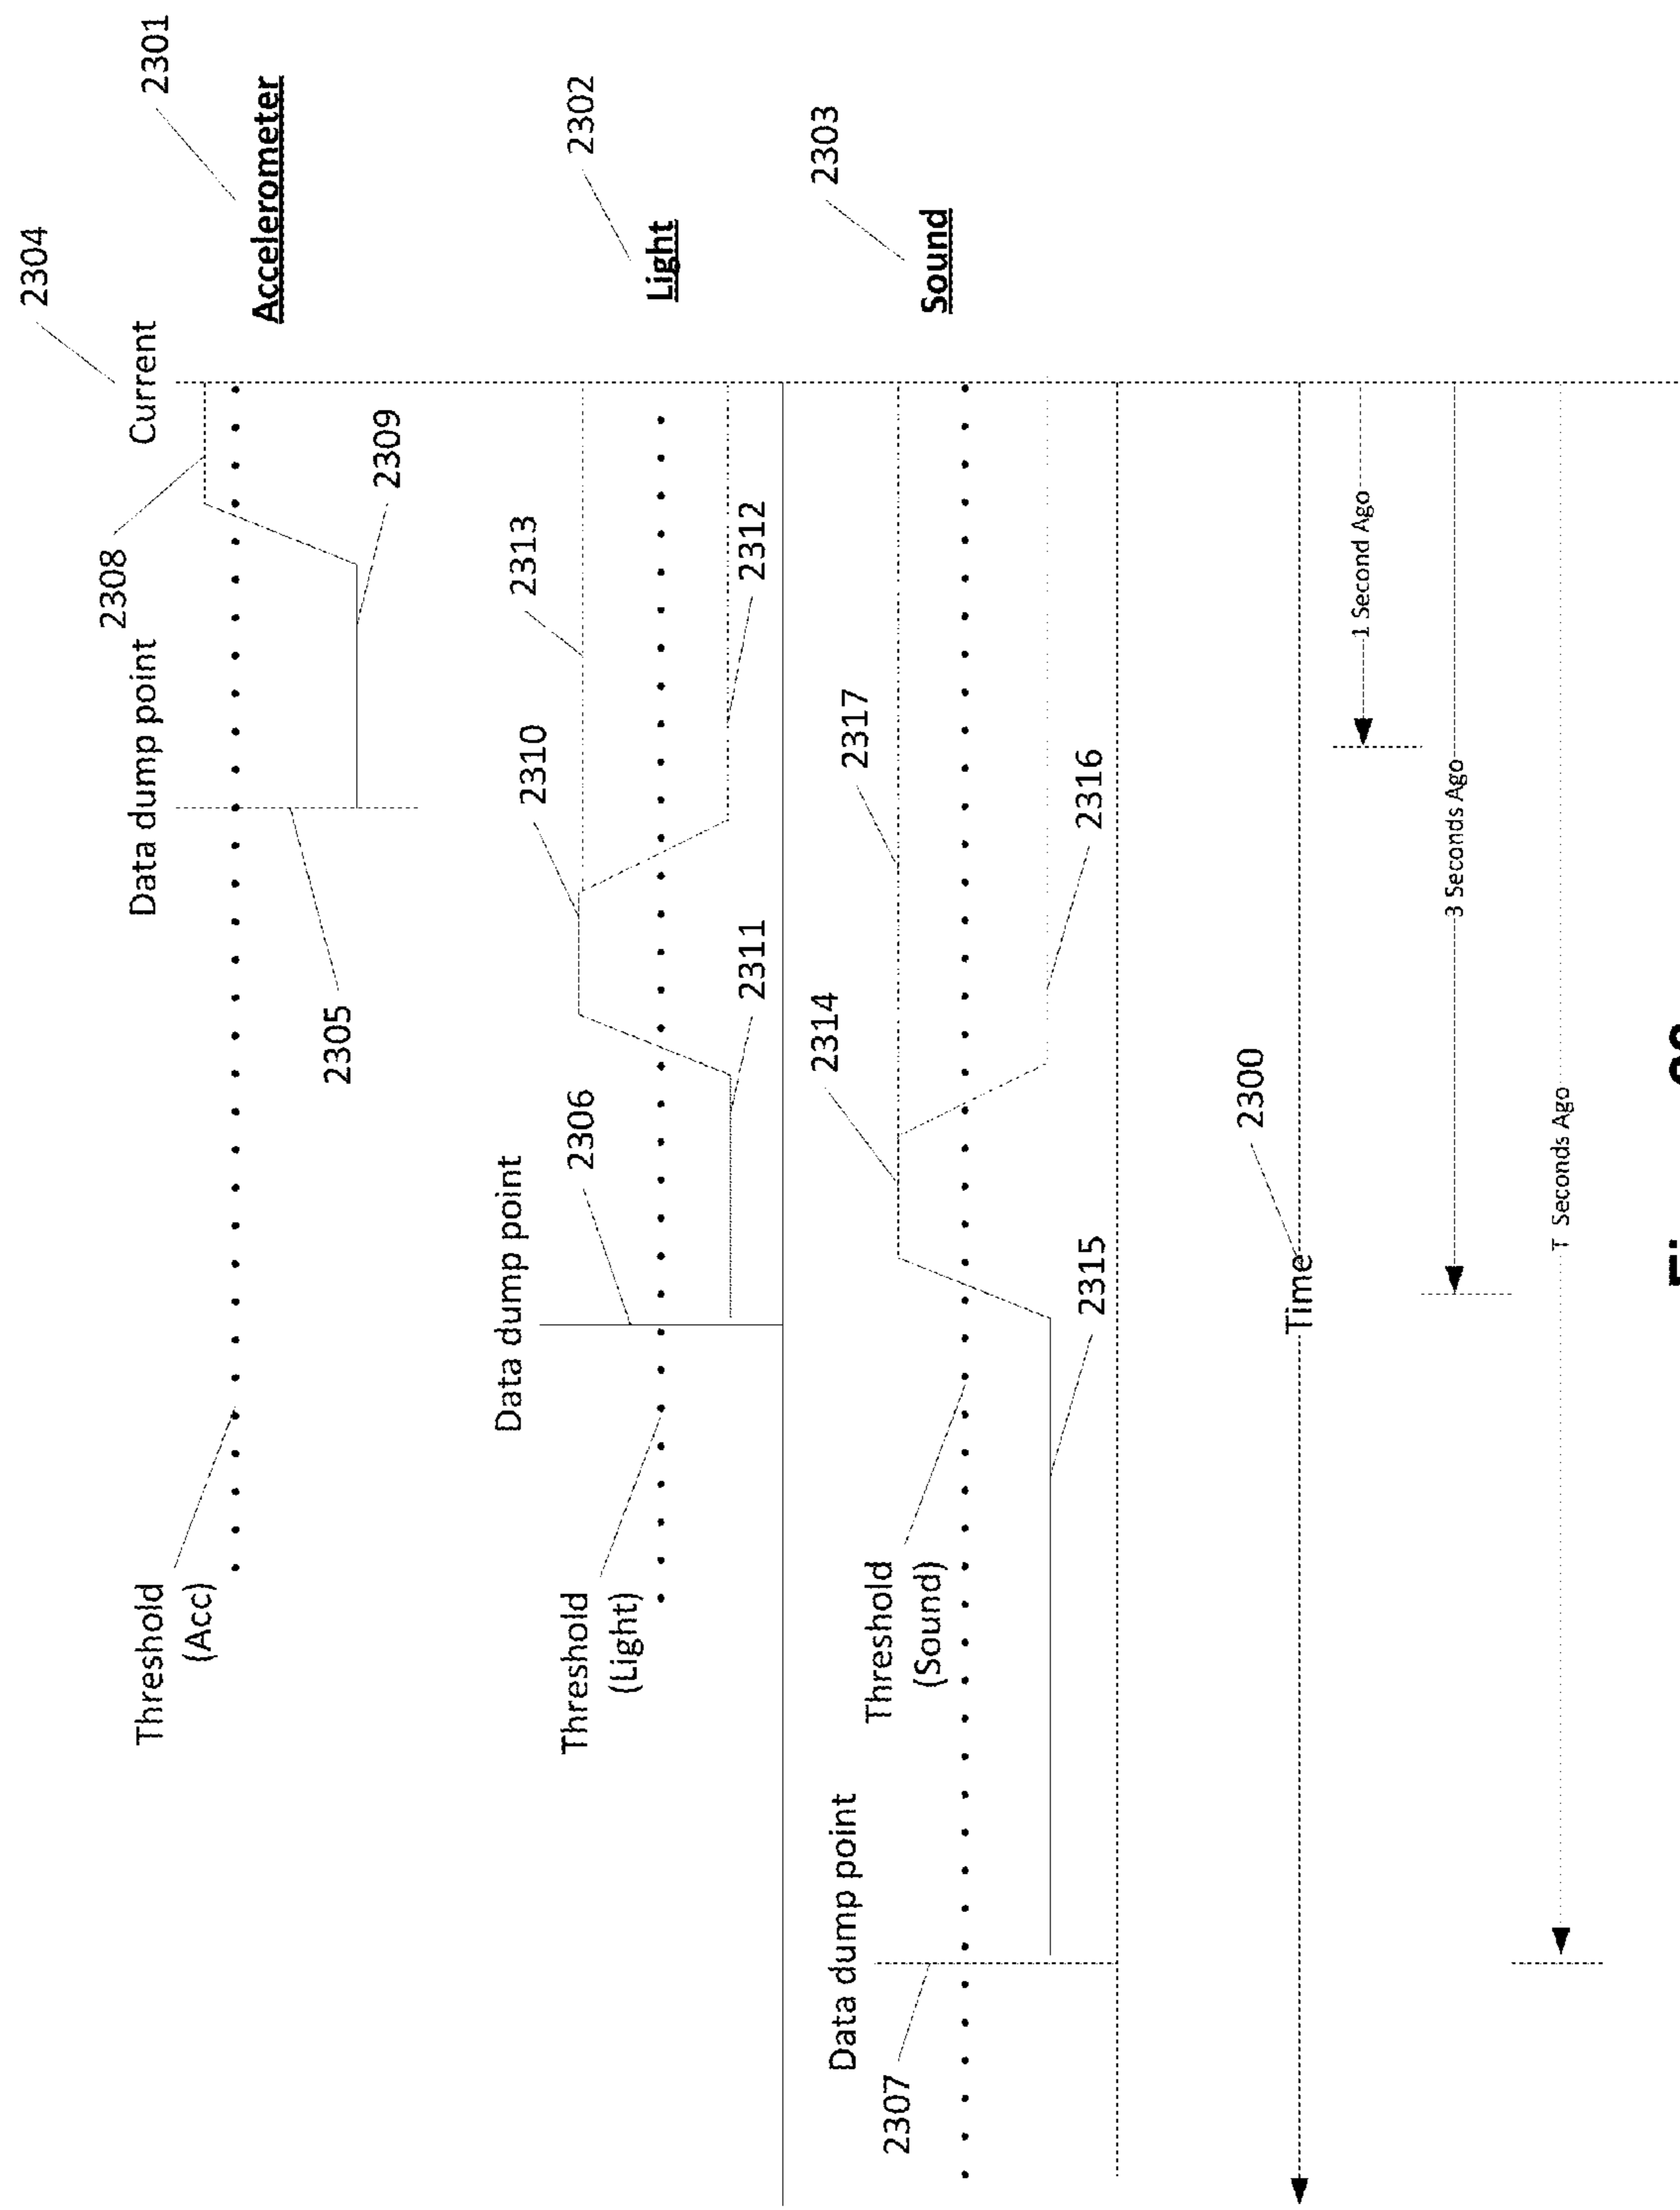 2304
2301
Current
Accelerometer
2308
Data dump point
2309
Threshold
(Acc)
2305
2302
Light
2313
2310
2312
Data dump point
2306
2311
Threshold
(Light)
2303
Sound
2317
2314
2316
Threshold
(Sound)
2315
Data dump point
2307
2300
Time
1 Second Ago
3 Seconds Ago
T Seconds Ago